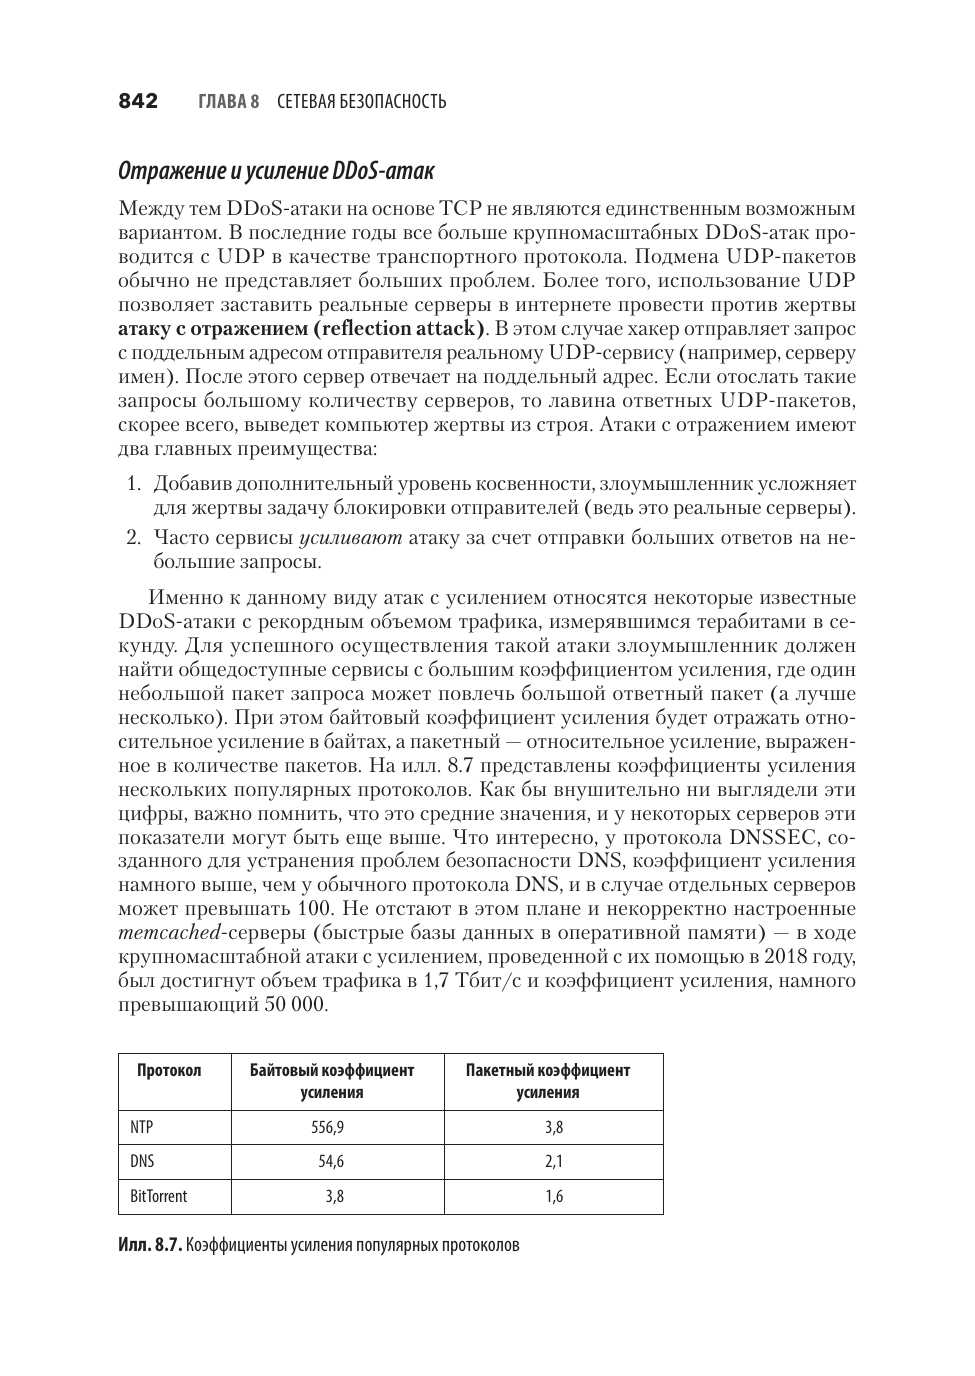 842 ГЛАВА 8 СЕТЕВАЯ БЕЗОПАСНОСТЬ
Отражение и усиление DDoS-атак
Между тем DDoS-атаки на основе TCP не являются единственным возможным
вариантом. В последние годы все больше крупномасштабных DDoS-атак про-
водится с UDP в качестве транспортного протокола. Подмена UDP-пакетов
обычно не представляет больших проблем. Более того, использование UDP
позволяет заставить реальные серверы в интернете провести против жертвы
атаку с отражением (reflection attack). В этом случае хакер отправляет запрос
с поддельным адресом отправителя реальному UDP-сервису (например, серверу
имен). После этого сервер отвечает на поддельный адрес. Если отослать такие
запросы большому количеству серверов, то лавина ответных UDP-пакетов,
скорее всего, выведет компьютер жертвы из строя. Атаки с отражением имеют
два главных преимущества:
1. Добавив дополнительный уровень косвенности, злоумышленник усложняет
для жертвы задачу блокировки отправителей (ведь это реальные серверы).
2. Часто сервисы усиливают атаку за счет отправки больших ответов на не-
большие запросы.
Именно к данному виду атак с усилением относятся некоторые известные
DDoS-атаки с рекордным объемом трафика, измерявшимся терабитами в се-
кунду. Для успешного осуществления такой атаки злоумышленник должен
найти общедоступные сервисы с большим коэффициентом усиления, где один
небольшой пакет запроса может повлечь большой ответный пакет (а лучше
несколько). При этом байтовый коэффициент усиления будет отражать отно-
сительное усиление в байтах, а пакетный — относительное усиление, выражен-
ное в количестве пакетов. На илл. 8.7 представлены коэффициенты усиления
нескольких популярных протоколов. Как бы внушительно ни выглядели эти
цифры, важно помнить, что это средние значения, и у некоторых серверов эти
показатели могут быть еще выше. Что интересно, у протокола DNSSEC, со-
зданного для устранения проблем безопасности DNS, коэффициент усиления
намного выше, чем у обычного протокола DNS, и в случае отдельных серверов
может превышать 100. Не отстают в этом плане и некорректно настроенные
memcached-серверы (быстрые базы данных в оперативной памяти) — в ходе
крупномасштабной атаки с усилением, проведенной с их помощью в 2018 году,
был достигнут объем трафика в 1,7 Тбит/с и коэффициент усиления, намного
превышающий 50 000.
Протокол Байтовый коэффициент Пакетный коэффициент
усиления усиления
NTP 556,9 3,8
DNS 54,6 2,1
BitTorrent 3,8 1,6
Илл. 8.7. Коэффициенты усиления популярных протоколов